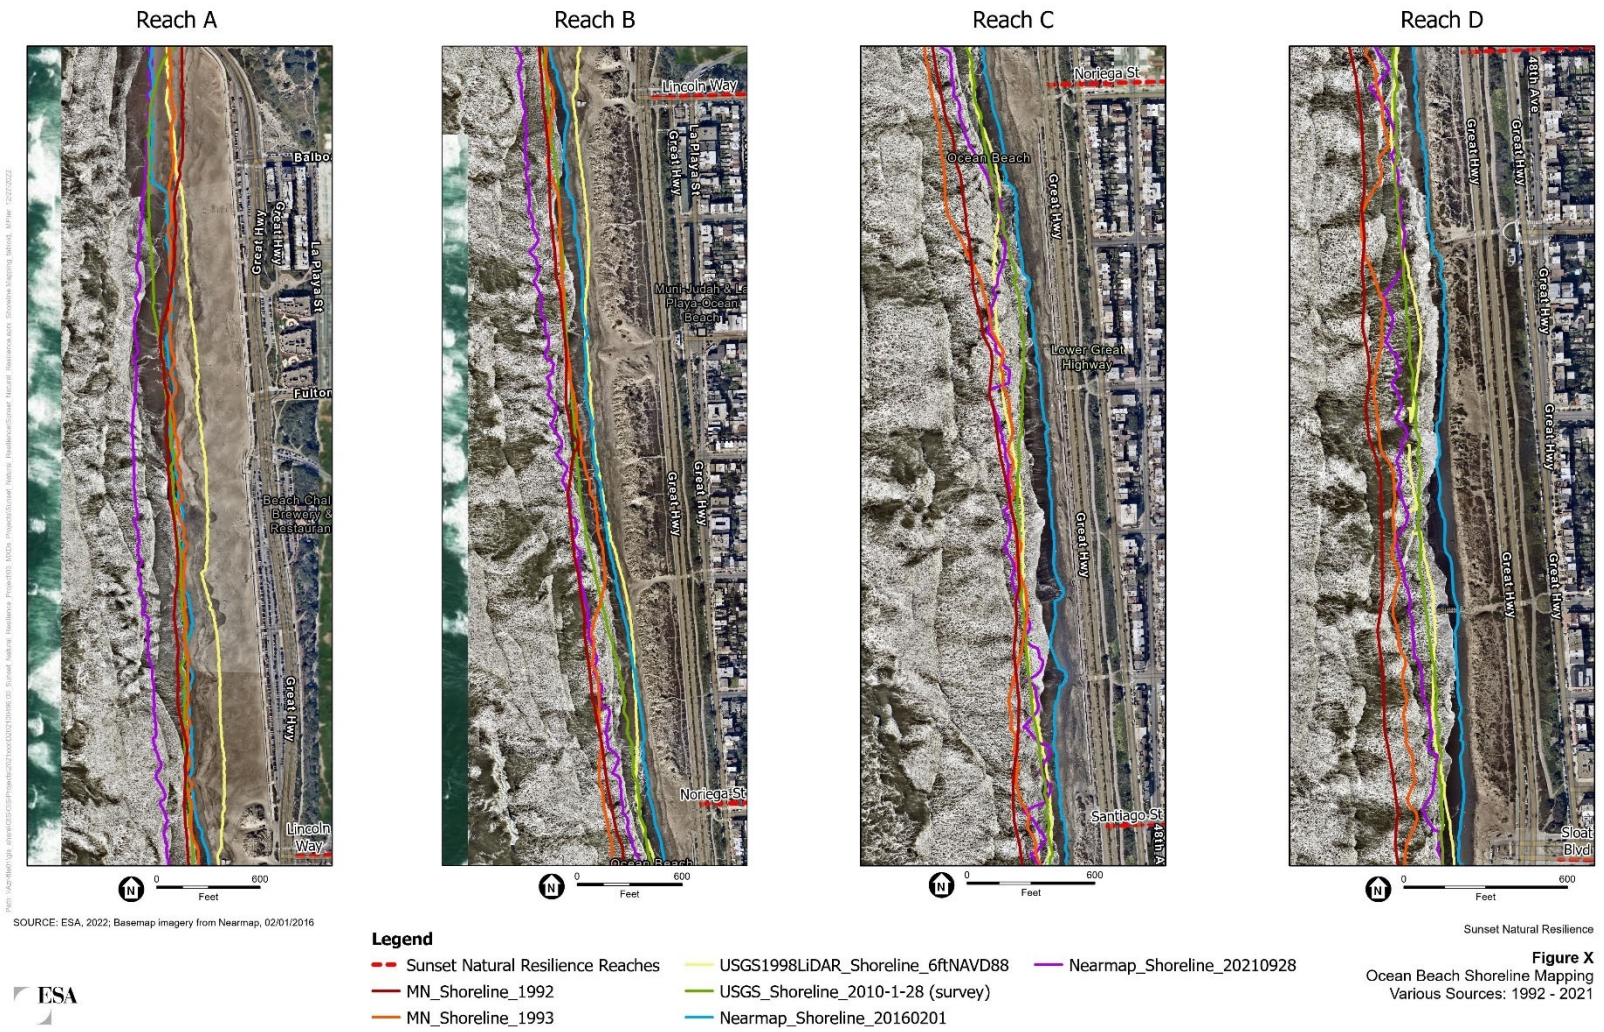 Reach A
Reach B
Reach C
Reach D
Balbo
Great Hwy
Great Hwy
La Playa St
Fulton
Beach Chal
Brewery &
Restauran
Great Hwy
Lincoln
Way
Lincoln Way
Great Hwy
La Playa St
Muni-Judah & La
Playa-Ocean
Beach
Great Hwy
Great Hwy
Noriega St
Ocean Beach
Noriega St
Ocean Beach
Great Hwy
Lower Great
Highway
Great Hwy
Santiago St
48th A
48th Ave
Great Hwy
Great Hwy
Great Hwy
Great Hwy
Great Hwy
Great Hwy
Sloat
Blvd
N
0 600
Feet
N
0 600
Feet
N
0 600
Feet
N
0 600
Feet
SOURCE: ESA, 2022; Basemap imagery from Nearmap, 02/01/2016
Sunset Natural Resilience
Legend
Sunset Natural Resilience Reaches
MN_Shoreline_1992
MN_Shoreline_1993
USGS1998LiDAR_Shoreline_6ftNAVD88
USGS_Shoreline_2010-1-28 (survey)
Nearmap_Shoreline_20160201
Nearmap_Shoreline_20210928
Figure X
Ocean Beach Shoreline Mapping
Various Sources: 1992 - 2021
ESA